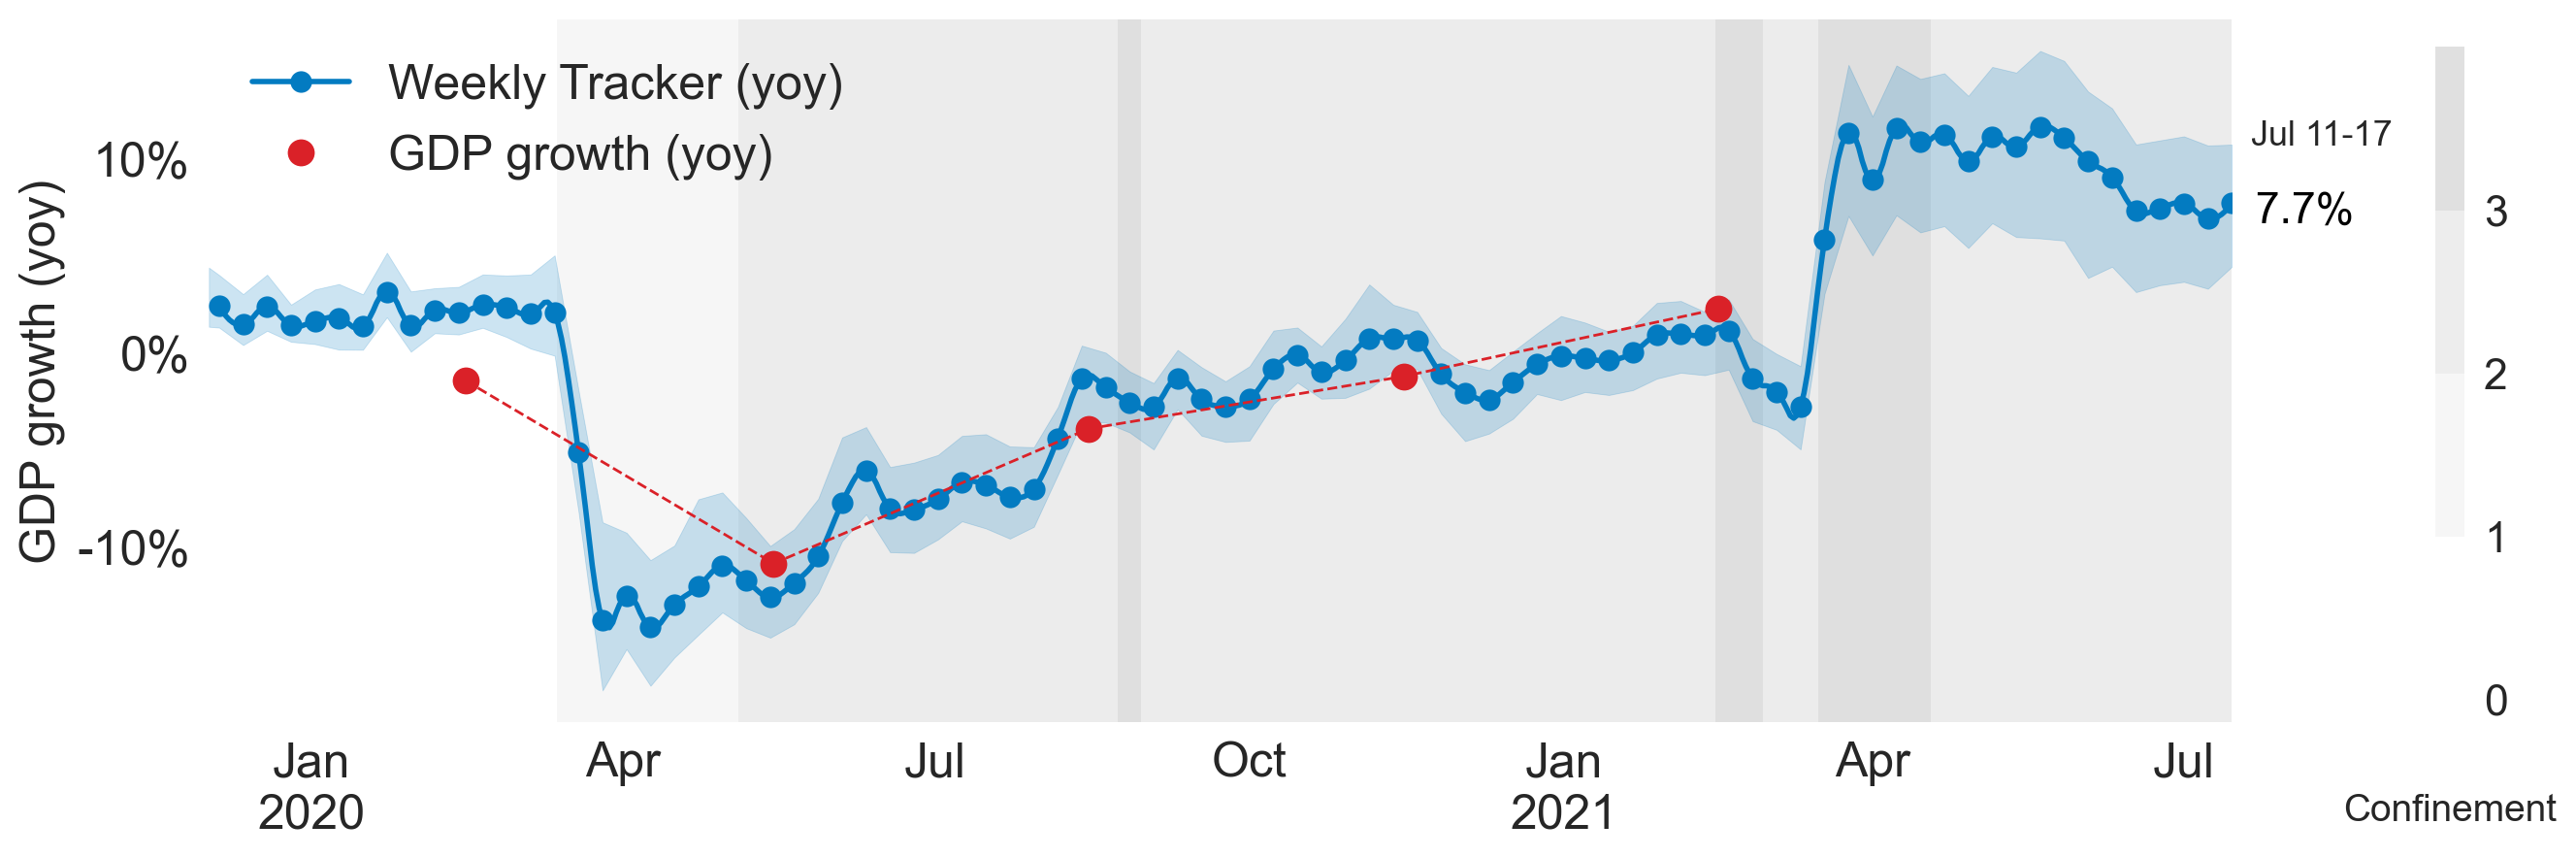 Weekly Tracker (yoy)
GDP growth (yoy)
GDP growth (yoy)
10%
0%
-10%
Jan
2020
Apr
Jul
Oct
Jan
2021
Apr
Jul
Jul 11-17
7.7%
3
2
1
0
Confinement